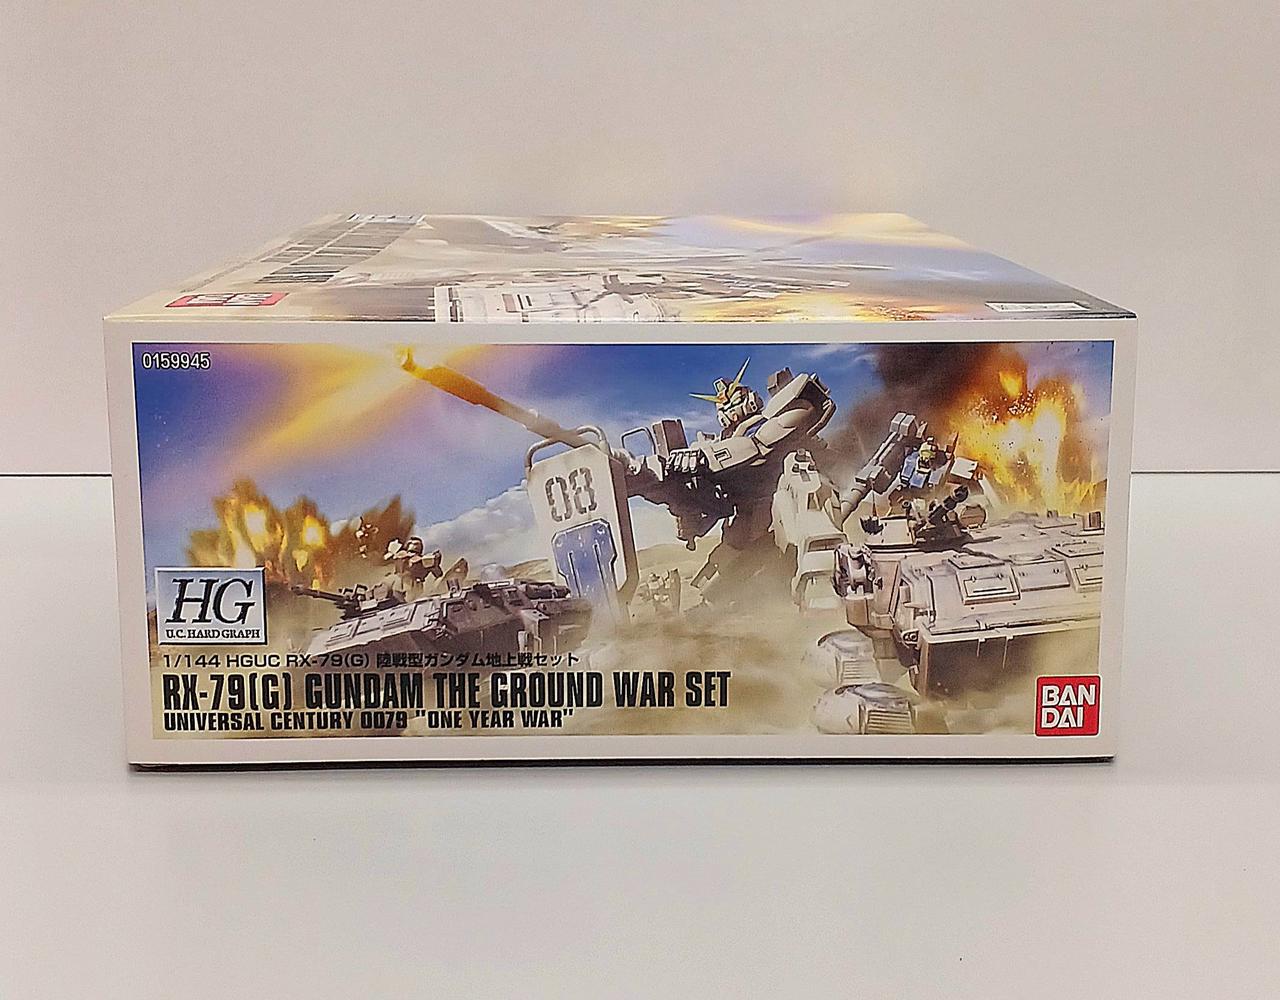 0159945
08
HG
U.C. HARD GRAPH
1/144 HGUC RX-79(G) 陸戦型ガンダム地上戦セット
RX-79(G) GUNDAM THE GROUND WAR SET
UNIVERSAL CENTURY 0079 "ONE YEAR WAR"
BAN
DAI